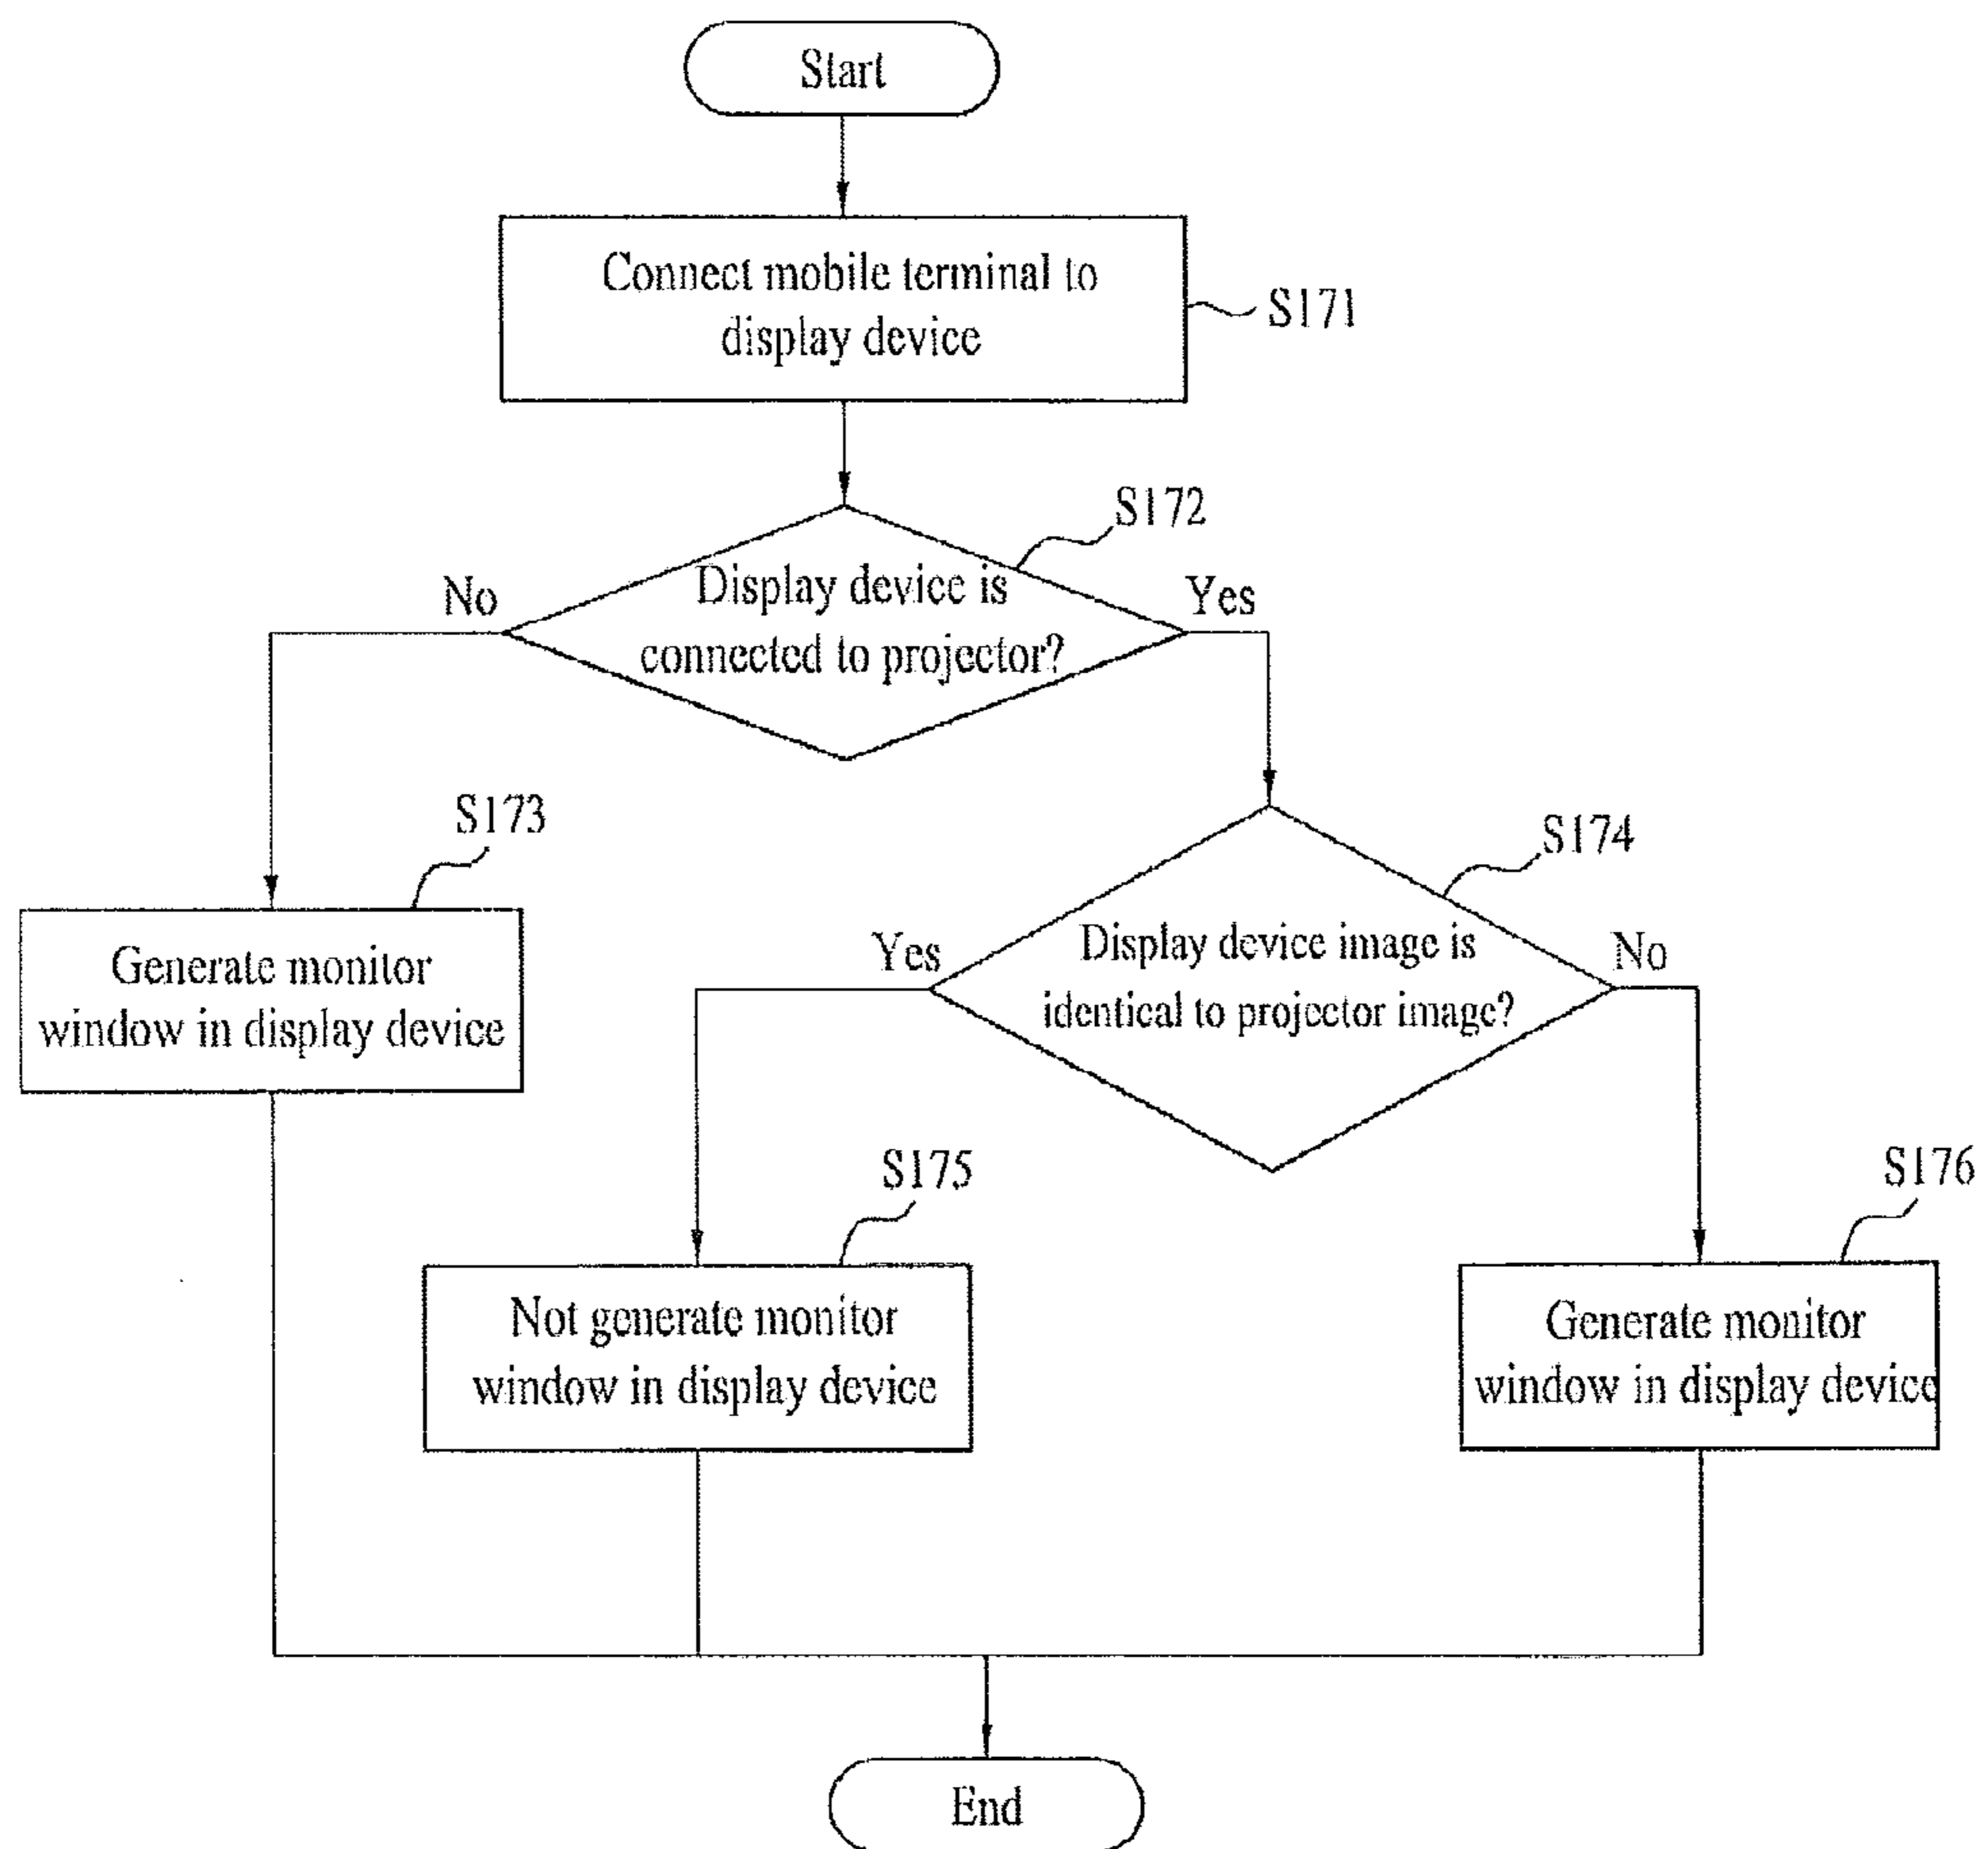 Start
Connect mobile terminal to
display device
S171
S172
No
Display device is
connected to projector?
Yes
S173
Generate monitor
window in display device
S174
Yes
Display device image is
identical to projector image?
No
S175
Not generate monitor
window in display device
S176
Generate monitor
window in display device
End